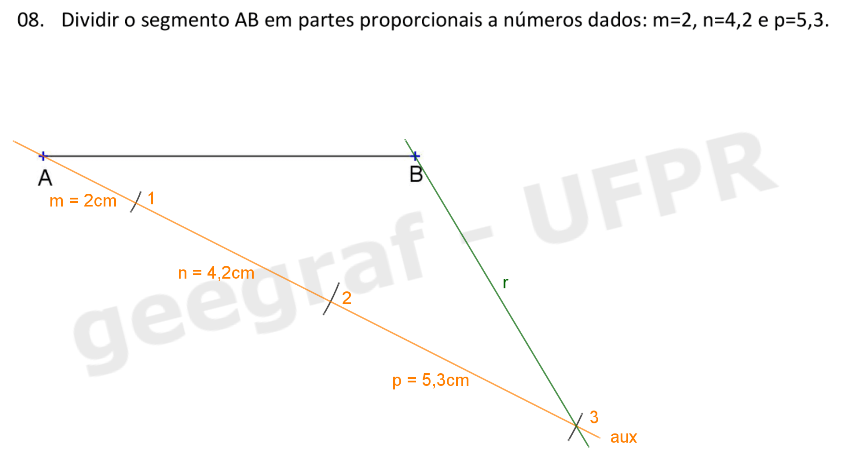 08. Dividir o segmento AB em partes proporcionais a números dados: m=2, n=4,2 e p=5,3.
A
B
m = 2cm
1
n = 4,2cm
2
r
p = 5,3cm
3
aux
geegraf - UFPR